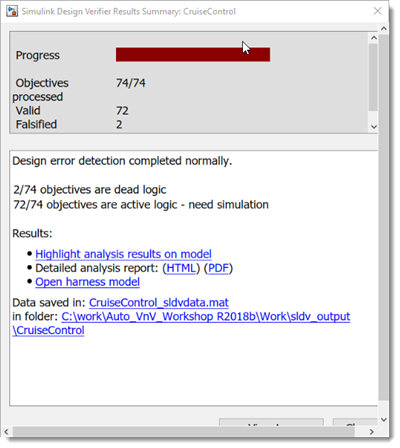 Simulink Design Verifier Results Summary: CruiseControl
Progress
Objectives 74/74
processed
Valid 72
Falsified 2
Design error detection completed normally.
2/74 objectives are dead logic
72/74 objectives are active logic - need simulation
Results:
• Highlight analysis results on model
• Detailed analysis report: (HTML) (PDF)
• Open harness model
Data saved in: CruiseControl_sldvdata.mat
in folder: C:\work\Auto_VnV_Workshop R2018b\Work\sldv_output
\CruiseControl